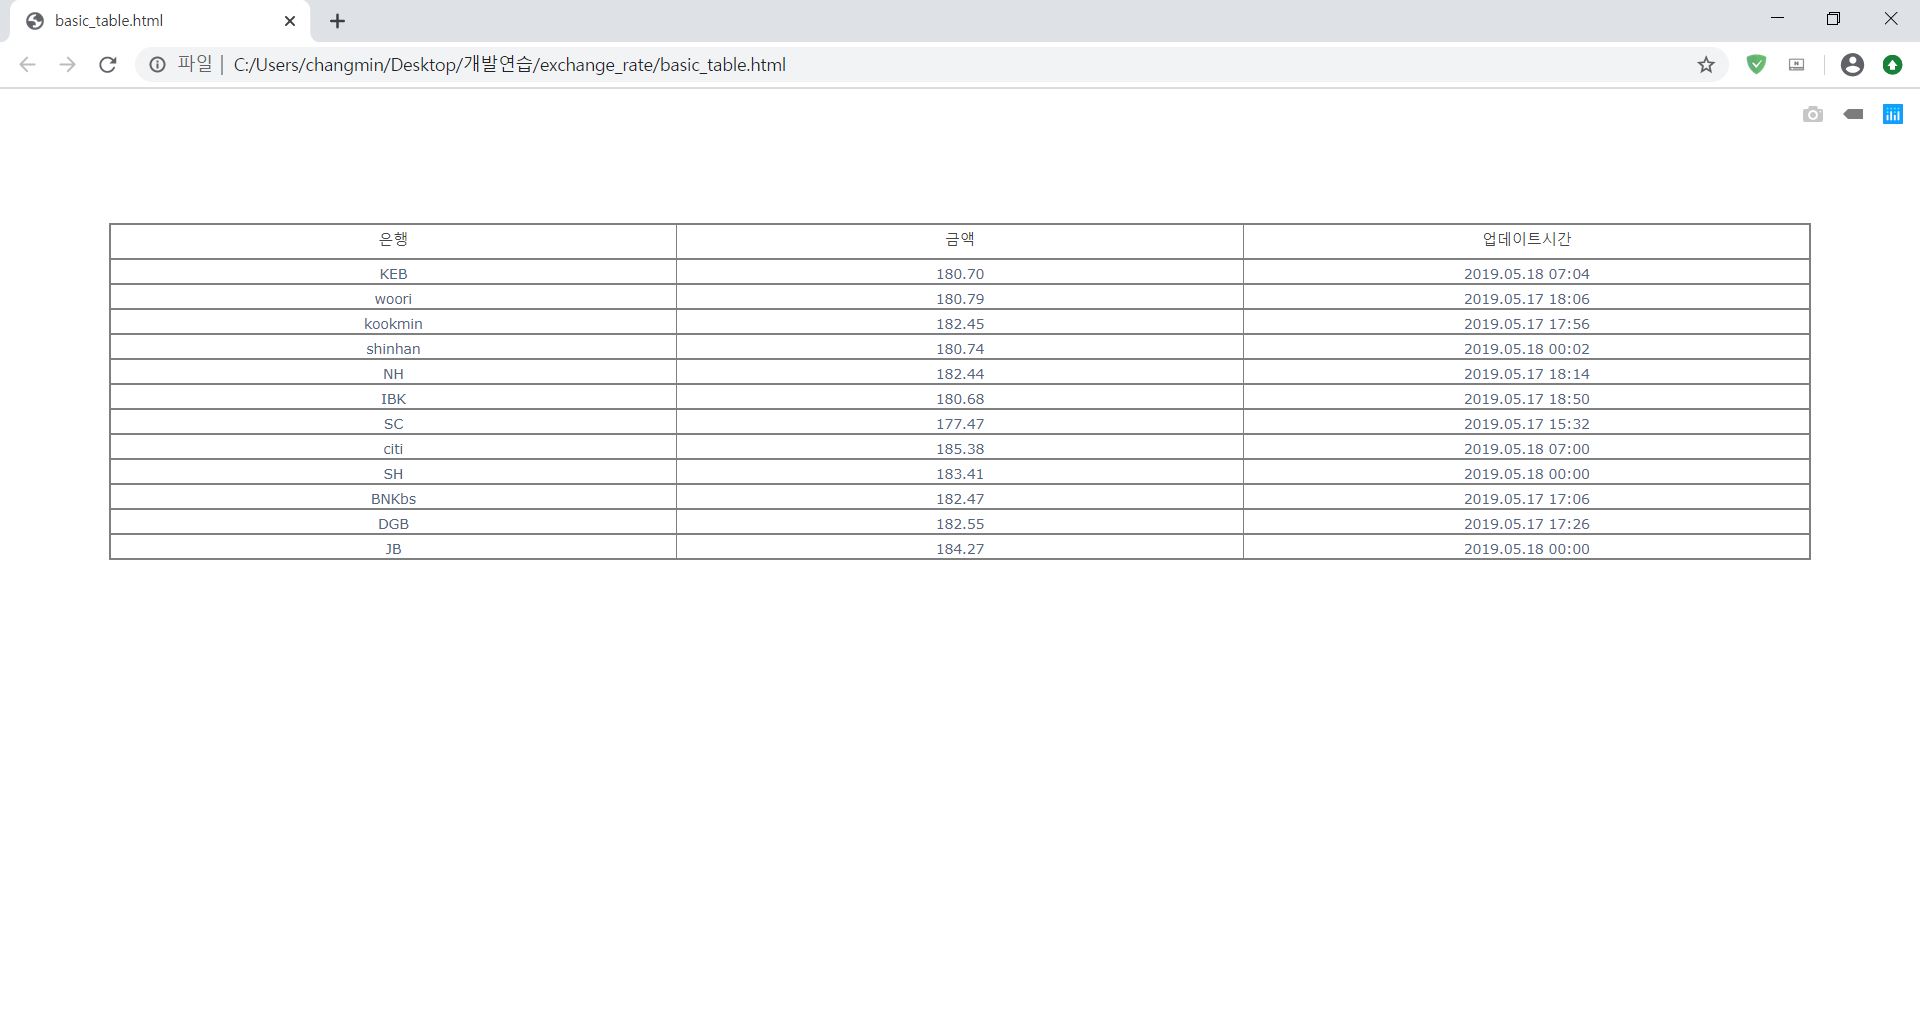 basic_table.html
파일 | C:/Users/changmin/Desktop/개발연습/exchange_rate/basic_table.html
은행 금액 업데이트시간
KEB 180.70 2019.05.18 07:04
woori 180.79 2019.05.17 18:06
kookmin 182.45 2019.05.17 17:56
shinhan 180.74 2019.05.18 00:02
NH 182.44 2019.05.17 18:14
IBK 180.68 2019.05.17 18:50
SC 177.47 2019.05.17 15:32
citi 185.38 2019.05.18 07:00
SH 183.41 2019.05.18 00:00
BNKbs 182.47 2019.05.17 17:06
DGB 182.55 2019.05.17 17:26
JB 184.27 2019.05.18 00:00